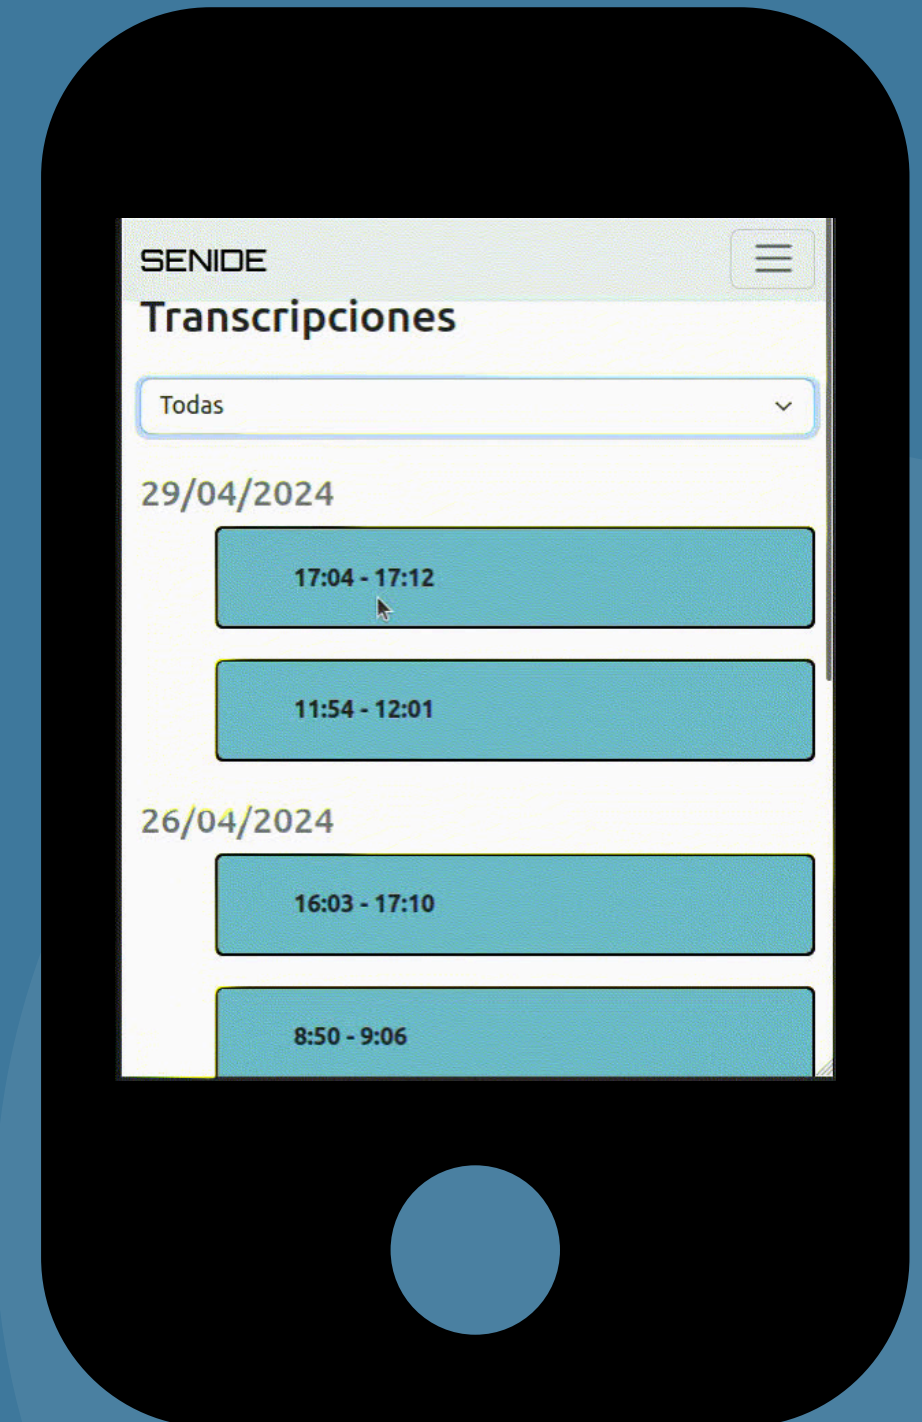 SENIDE
Transcripciones
Todas
29/04/2024
17:04 - 17:12
11:54 - 12:01
26/04/2024
16:03 - 17:10
8:50 - 9:06